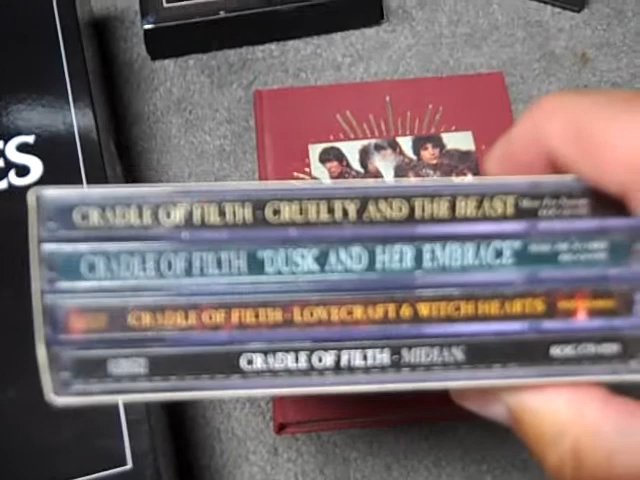 ES
CRADLE OF FILTH - CRUELTY AND THE BEAST
CRADLE OF FILTH "DUSK AND HER EMBRACE"
CRADLE OF FILTH - LOVECRAFT & WITCH HEARTS
CRADLE OF FILTH - MIDIAN